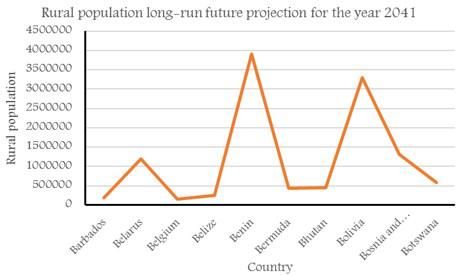 Rural population long-run future projection for the year 2041
4500000
4000000
3500000
3000000
2500000
2000000
1500000
1000000
500000
0
Rural population
Barbados
Belarus
Belgium
Belize
Benin
Bermuda
Bhutan
Bolivia
Bosnia and...
Botswana
Country